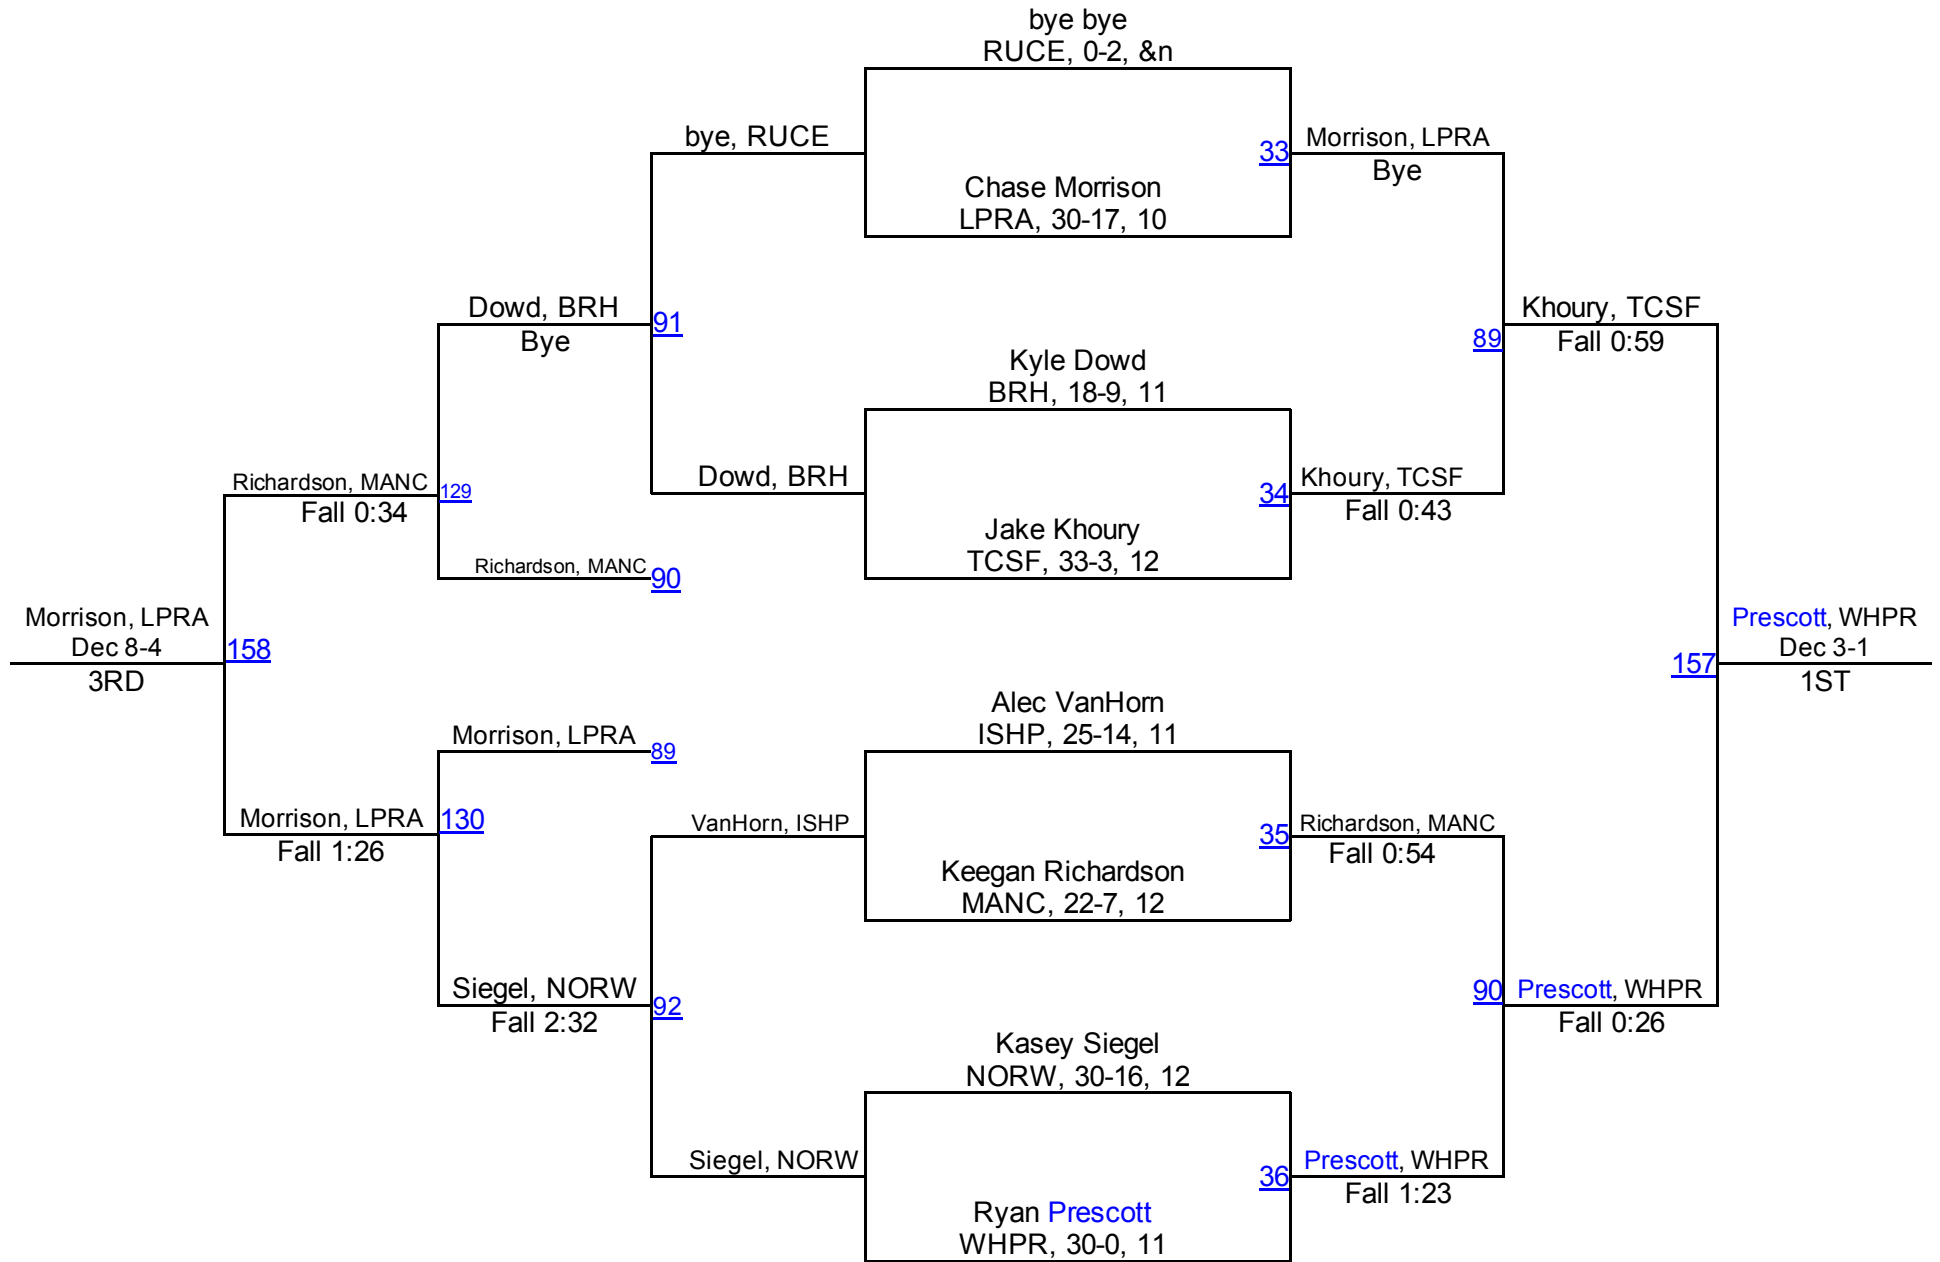 bye bye
RUCE, 0-2, &n
bye, RUCE
33
Morrison, LPRA
Bye
Chase Morrison
LPRA, 30-17, 10
Dowd, BRH
Bye
91
Khoury, TCSF
Fall 0:59
89
Kyle Dowd
BRH, 18-9, 11
Richardson, MANC
Fall 0:34
129
Dowd, BRH
34
Khoury, TCSF
Fall 0:43
Jake Khoury
TCSF, 33-3, 12
Richardson, MANC
90
Morrison, LPRA
Dec 8-4
3RD
158
157
Prescott, WHPR
Dec 3-1
1ST
Alec VanHorn
ISHP, 25-14, 11
Morrison, LPRA
89
Morrison, LPRA
Fall 1:26
130
VanHorn, ISHP
35
Richardson, MANC
Fall 0:54
Keegan Richardson
MANC, 22-7, 12
Siegel, NORW
Fall 2:32
92
90
Prescott, WHPR
Fall 0:26
Kasey Siegel
NORW, 30-16, 12
Siegel, NORW
36
Prescott, WHPR
Fall 1:23
Ryan Prescott
WHPR, 30-0, 11